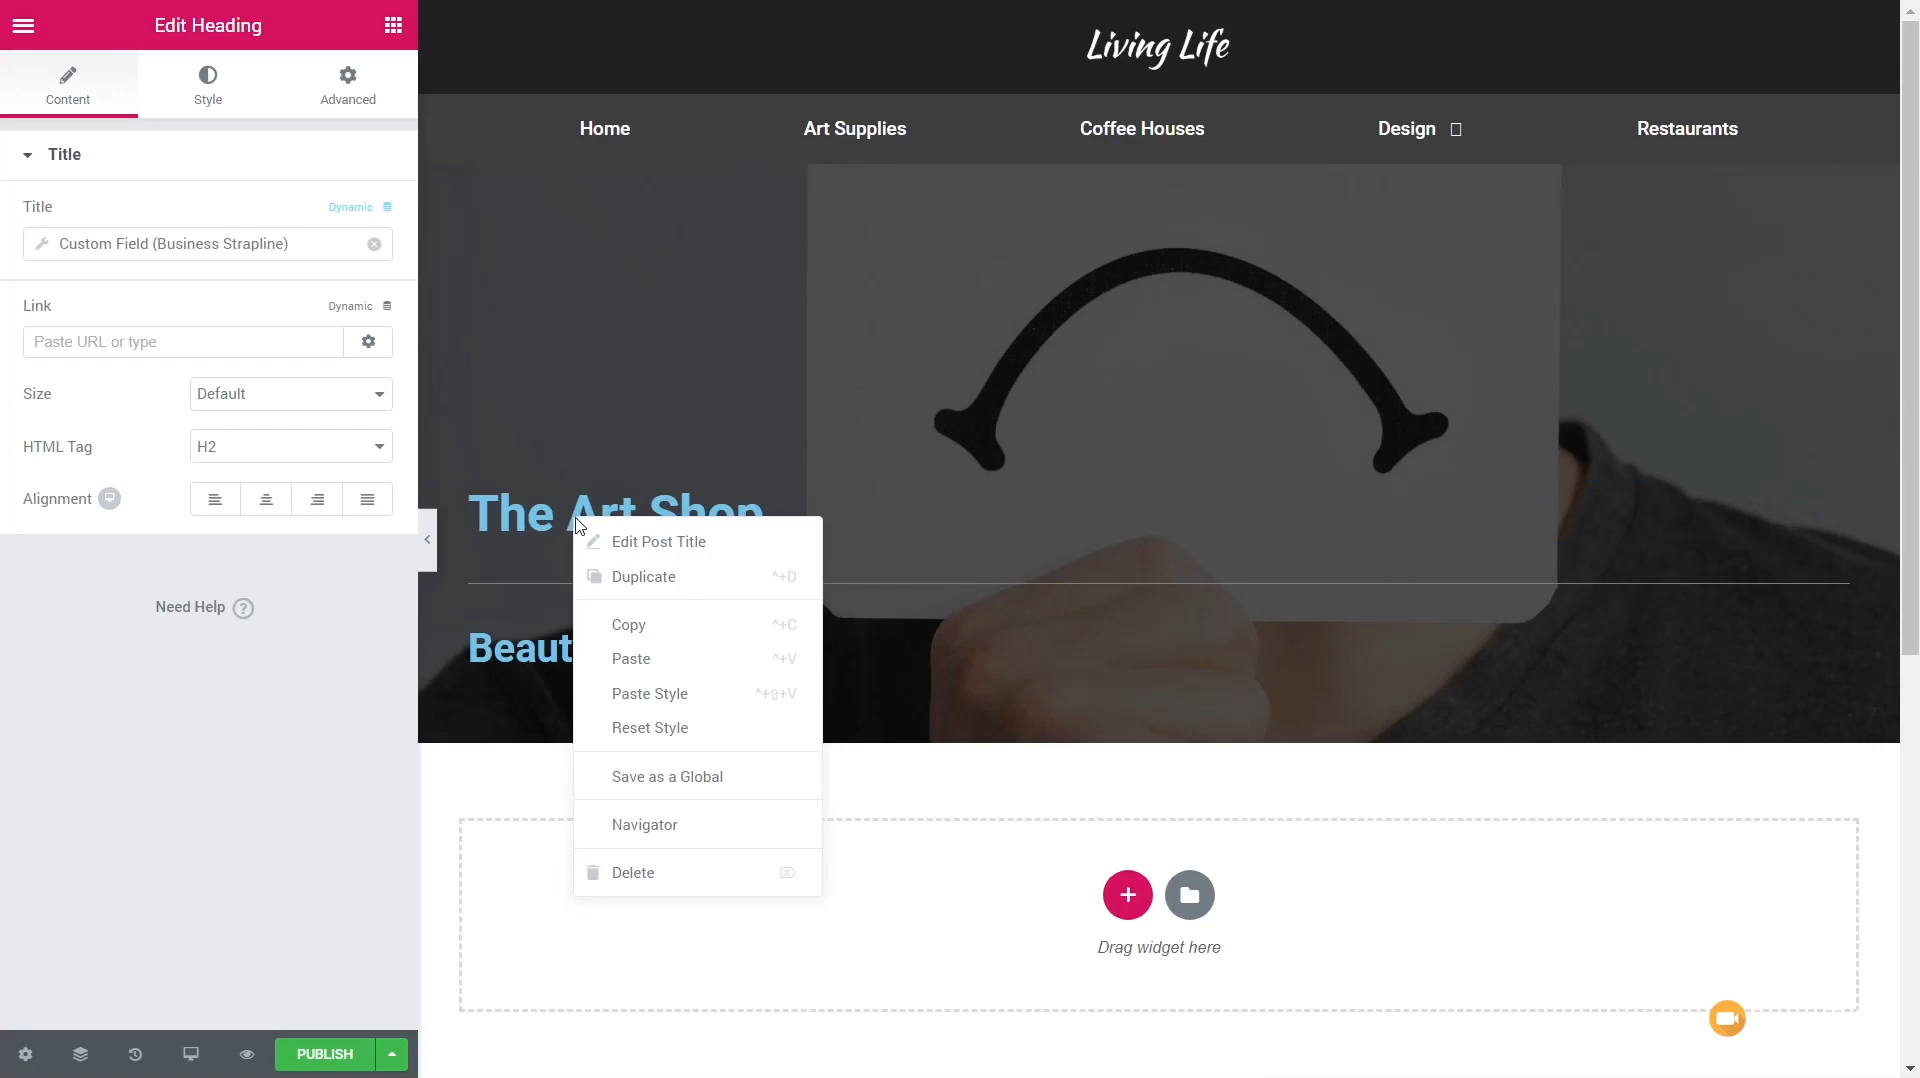 Edit Heading
Content
Style
Advanced
Title
Title
Dynamic
Custom Field (Business Strapline)
Link
Dynamic
Paste URL or type
Size
Default
HTML Tag
H2
Alignment
Need Help ?
PUBLISH
Living Life
Home
Art Supplies
Coffee Houses
Design
Restaurants
The Art Shop
Beaut
Edit Post Title
Duplicate ^+D
Copy ^+C
Paste ^+V
Paste Style ^+⇧+V
Reset Style
Save as a Global
Navigator
Delete ⌦
Drag widget here